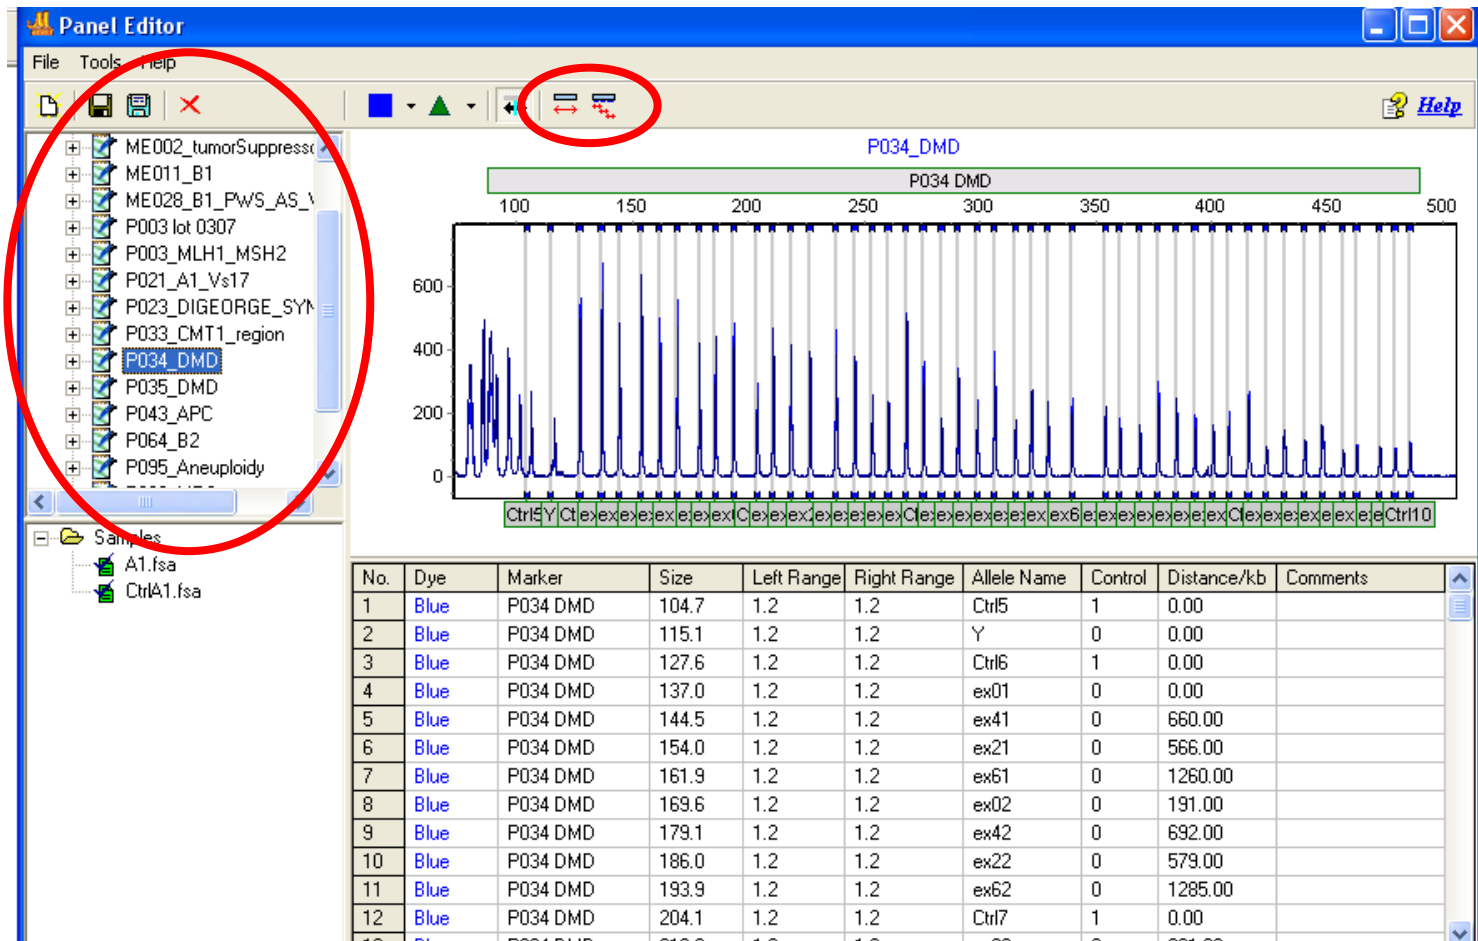 Panel Editor
File Tools Help
Help
ME002_tumorSuppresso
ME011_B1
ME028_B1_PWS_AS_V
P003 lot 0307
P003_MLH1_MSH2
P021_A1_Vs17
P023_DIGEORGE_SYN
P033_CMT1_region
P034_DMD
P035_DMD
P043_APC
P064_B2
P095_Aneuploidy
Samples
A1.fsa
CtrlA1.fsa
P034_DMD
P034 DMD
100 150 200 250 300 350 400 450 500
600
400
200
0
Ctrl5 Y Ct
Ctrl10
No. Dye Marker Size Left Range Right Range Allele Name Control Distance/kb Comments
1 Blue P034 DMD 104.7 1.2 1.2 Ctrl5 1 0.00
2 Blue P034 DMD 115.1 1.2 1.2 Y 0 0.00
3 Blue P034 DMD 127.6 1.2 1.2 Ctrl6 1 0.00
4 Blue P034 DMD 137.0 1.2 1.2 ex01 0 0.00
5 Blue P034 DMD 144.5 1.2 1.2 ex41 0 660.00
6 Blue P034 DMD 154.0 1.2 1.2 ex21 0 566.00
7 Blue P034 DMD 161.9 1.2 1.2 ex61 0 1260.00
8 Blue P034 DMD 169.6 1.2 1.2 ex02 0 191.00
9 Blue P034 DMD 179.1 1.2 1.2 ex42 0 692.00
10 Blue P034 DMD 186.0 1.2 1.2 ex22 0 579.00
11 Blue P034 DMD 193.9 1.2 1.2 ex62 0 1285.00
12 Blue P034 DMD 204.1 1.2 1.2 Ctrl7 1 0.00